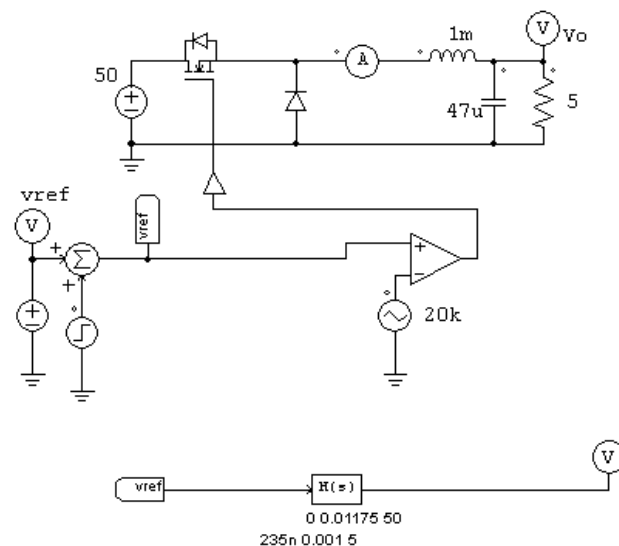 1m
V
Vo
A
50
47u
5
vref
V
vref
+
Σ
+
+
−
20k
V
vref
H(s)
0 0.01175 50
235n 0.001 5